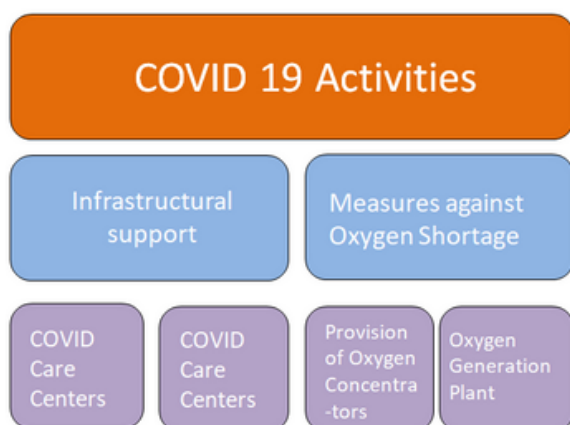 COVID 19 Activities
Infrastructural
support
Measures against
Oxygen Shortage
COVID
Care
Centers
COVID
Care
Centers
Provision
of Oxygen
Concentra
-tors
Oxygen
Generation
Plant